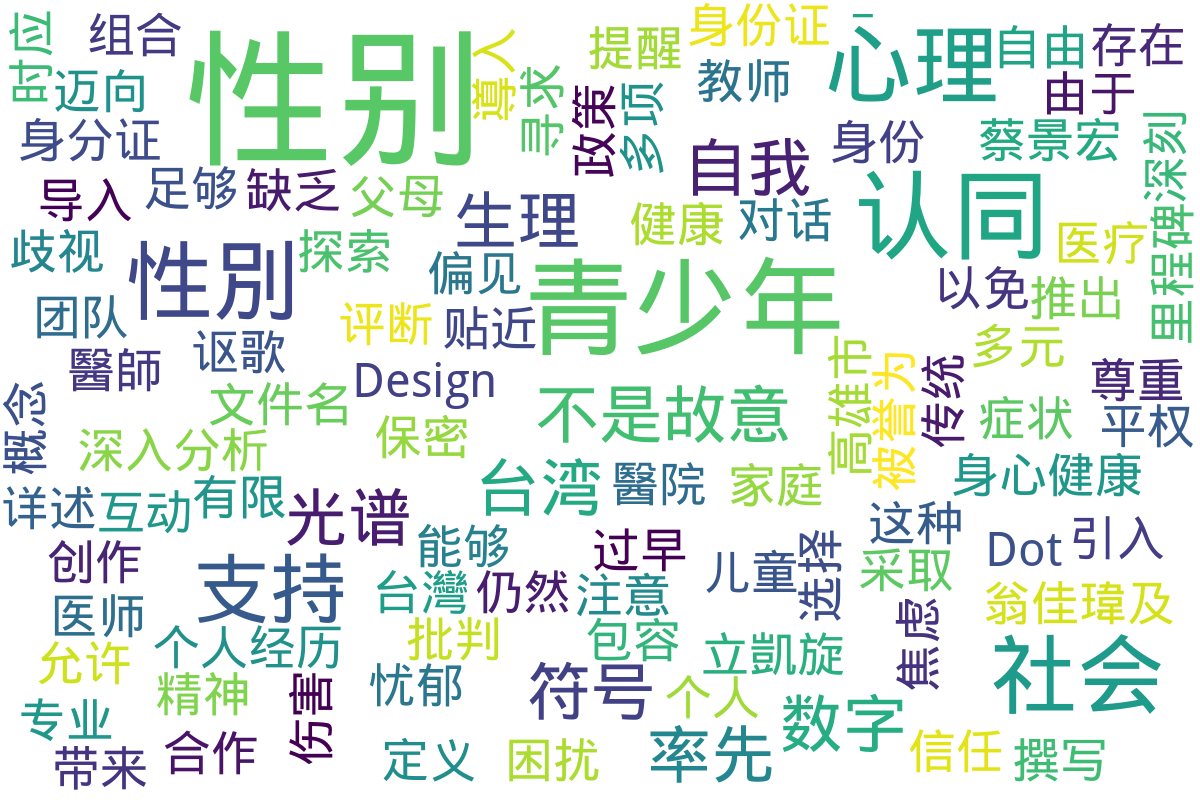 时应
组合
迈向
性别
導入
寻求
提醒
身份证
政策
多项
教师
心理
自由
存在
由于
身分证
导入
足够
缺乏
父母
生理
自我
健康
对话
身份
蔡景宏
深刻
认同
医疗
里程碑
歧视
性別
探索
偏见
青少年
以免
推出
团队
讴歌
评断
贴近
醫師
Design
多元
尊重
高雄市
被誉为
传统
概念
文件名
深入分析
保密
不是故意
症状
平权
详述
互动
有限
光谱
台湾
醫院
家庭
身心健康
创作
支持
能够
过早
儿童
选择
这种
采取
Dot
引入
医师
台灣
仍然
注意
翁佳瑋及
允许
个人经历
批判
包容
立凱旋
焦虑
社会
精神
伤害
忧郁
符号
个人
数字
专业
带来
合作
定义
困扰
率先
信任
撰写